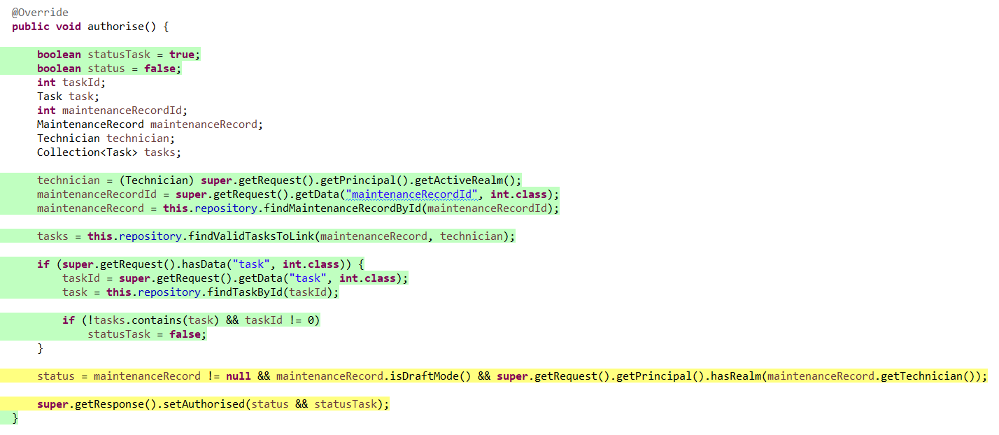 @Override
public void authorise() {
boolean statusTask = true;
boolean status = false;
int taskId;
Task task;
int maintenanceRecordId;
MaintenanceRecord maintenanceRecord;
Technician technician;
Collection<Task> tasks;
technician = (Technician) super.getRequest().getPrincipal().getActiveRealm();
maintenanceRecordId = super.getRequest().getData("maintenanceRecordId", int.class);
maintenanceRecord = this.repository.findMaintenanceRecordById(maintenanceRecordId);
tasks = this.repository.findValidTasksToLink(maintenanceRecord, technician);
if (super.getRequest().hasData("task", int.class)) {
taskId = super.getRequest().getData("task", int.class);
task = this.repository.findTaskById(taskId);
if (!tasks.contains(task) && taskId != 0)
statusTask = false;
}
status = maintenanceRecord != null && maintenanceRecord.isDraftMode() && super.getRequest().getPrincipal().hasRealm(maintenanceRecord.getTechnician());
super.getResponse().setAuthorised(status && statusTask);
}